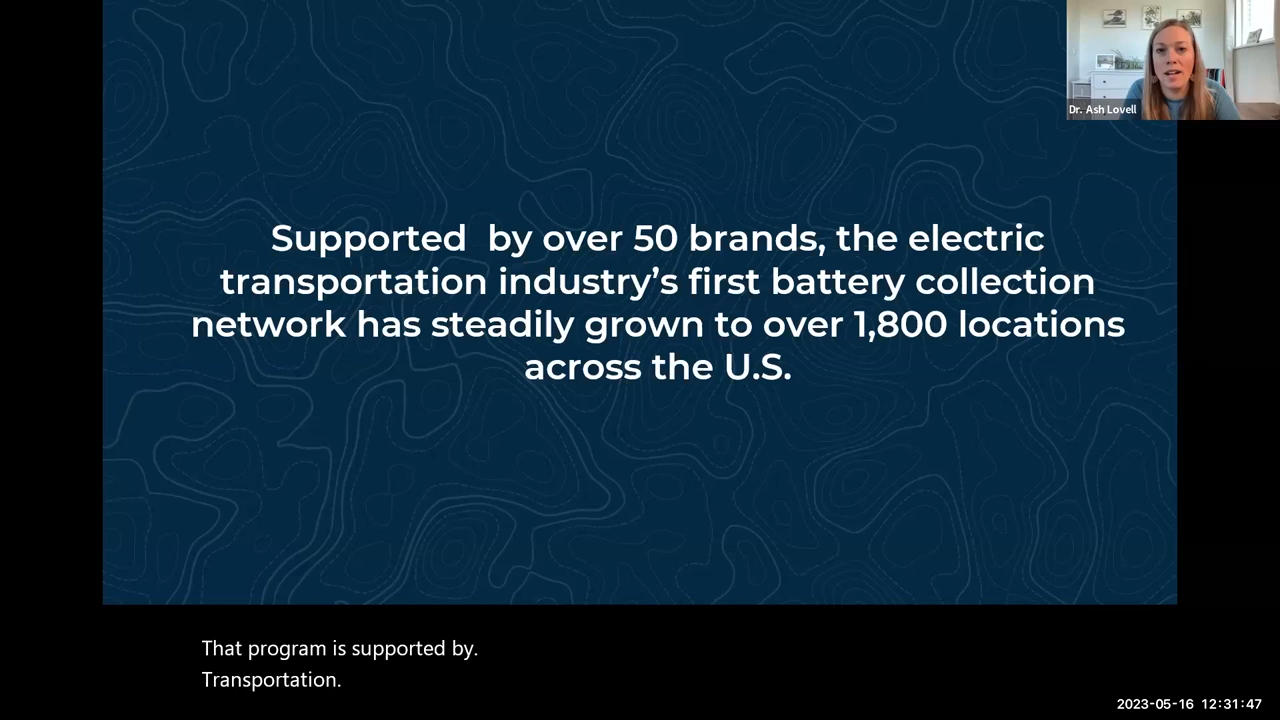 Dr. Ash Lovell
Supported  by over 50 brands, the electric
transportation industry’s first battery collection
network has steadily grown to over 1,800 locations
across the U.S.
That program is supported by.
Transportation.
2023-05-16 12:31:47